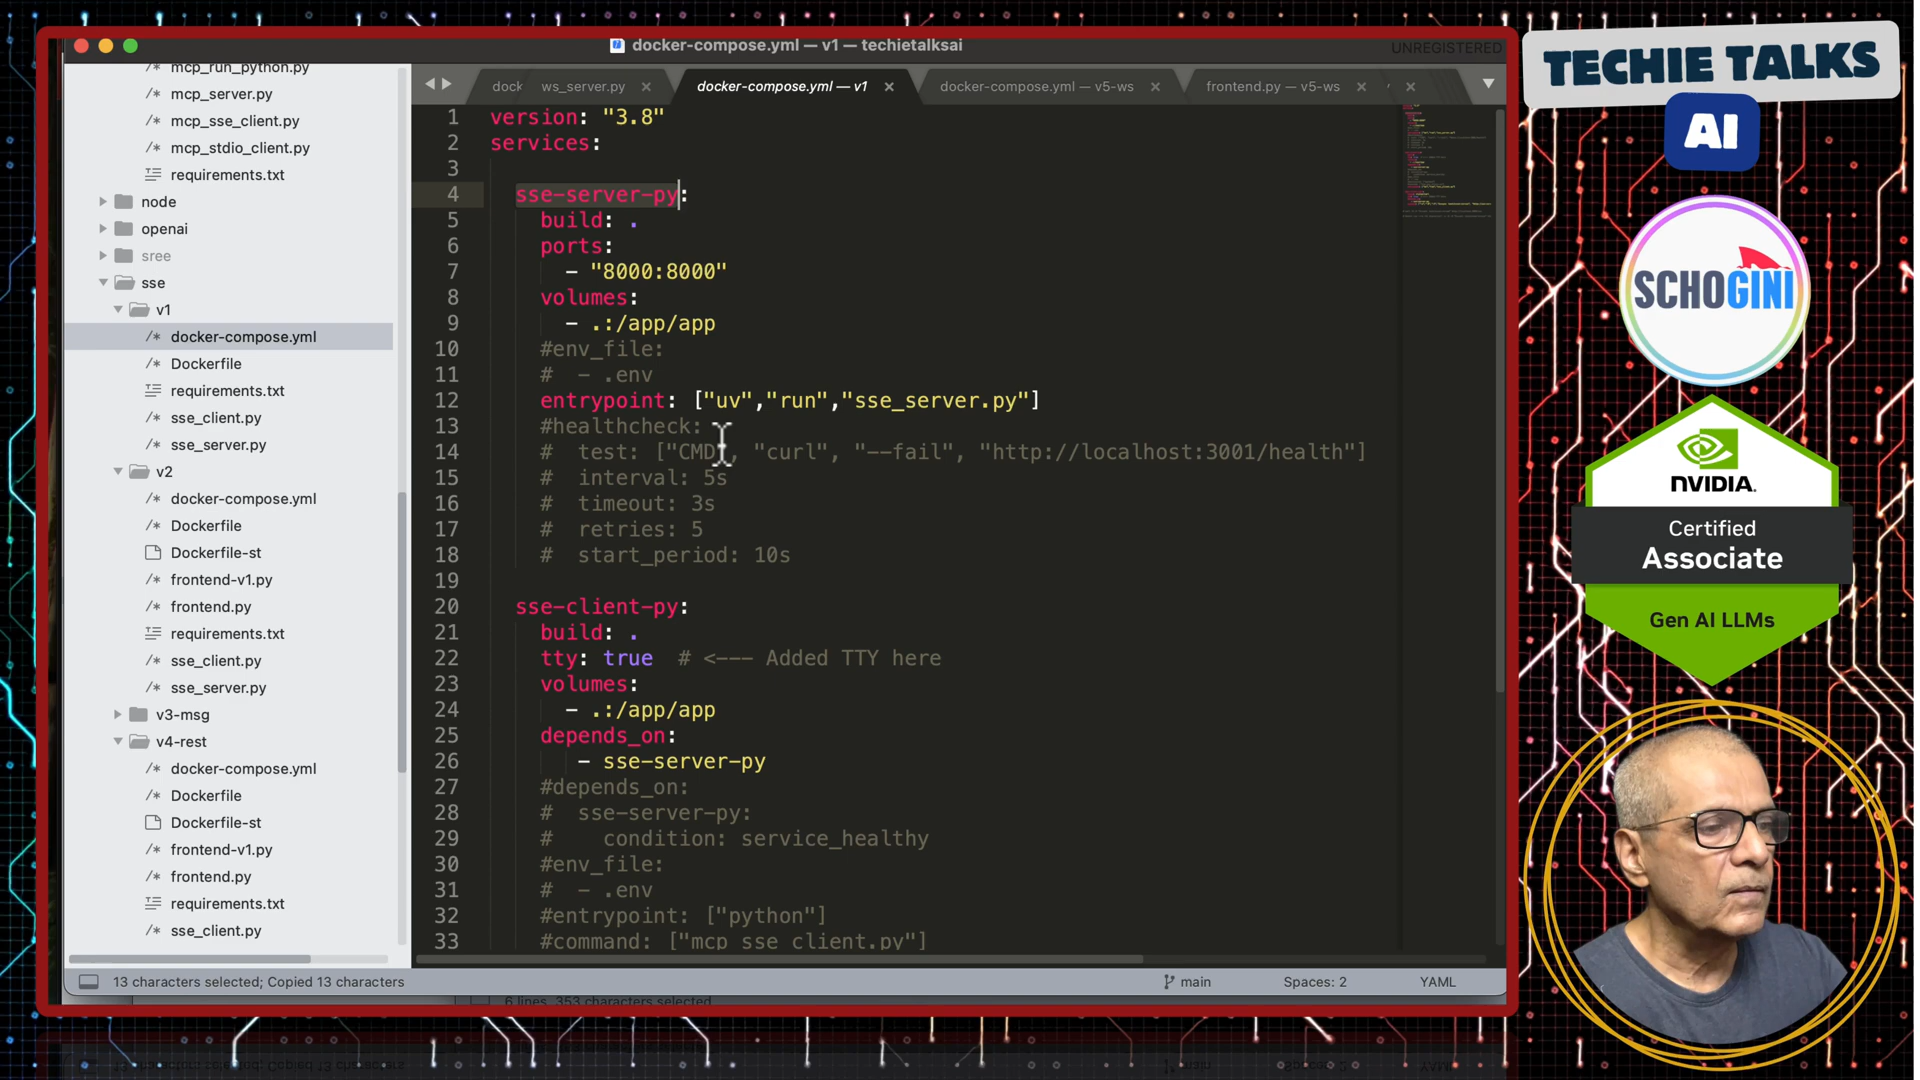 docker-compose.yml — v1 — techietalksai
UNREGISTERED
mcp_run_python.py
mcp_server.py
mcp_sse_client.py
mcp_stdio_client.py
requirements.txt
node
openai
sree
sse
v1
docker-compose.yml
Dockerfile
requirements.txt
sse_client.py
sse_server.py
v2
docker-compose.yml
Dockerfile
Dockerfile-st
frontend-v1.py
frontend.py
requirements.txt
sse_client.py
sse_server.py
v3-msg
v4-rest
docker-compose.yml
Dockerfile
Dockerfile-st
frontend-v1.py
frontend.py
requirements.txt
sse_client.py
dock
ws_server.py
docker-compose.yml — v1
docker-compose.yml — v5-ws
frontend.py — v5-ws
1 version: "3.8"
2 services:
3
4 sse-server-py:
5 build: .
6 ports:
7 - "8000:8000"
8 volumes:
9 - .:/app/app
10 #env_file:
11 # - .env
12 entrypoint: ["uv","run","sse_server.py"]
13 #healthcheck:
14 # test: ["CMD", "curl", "--fail", "http://localhost:3001/health"]
15 # interval: 5s
16 # timeout: 3s
17 # retries: 5
18 # start_period: 10s
19
20 sse-client-py:
21 build: .
22 tty: true # <--- Added TTY here
23 volumes:
24 - .:/app/app
25 depends_on:
26 - sse-server-py
27 #depends_on:
28 # sse-server-py:
29 # condition: service_healthy
30 #env_file:
31 # - .env
32 #entrypoint: ["python"]
33 #command: ["mcp_sse_client.py"]
13 characters selected; Copied 13 characters
main
Spaces: 2
YAML
6 lines, 353 characters selected
TECHIE TALKS
AI
SCHOGINI
NVIDIA.
Certified
Associate
Gen AI LLMs